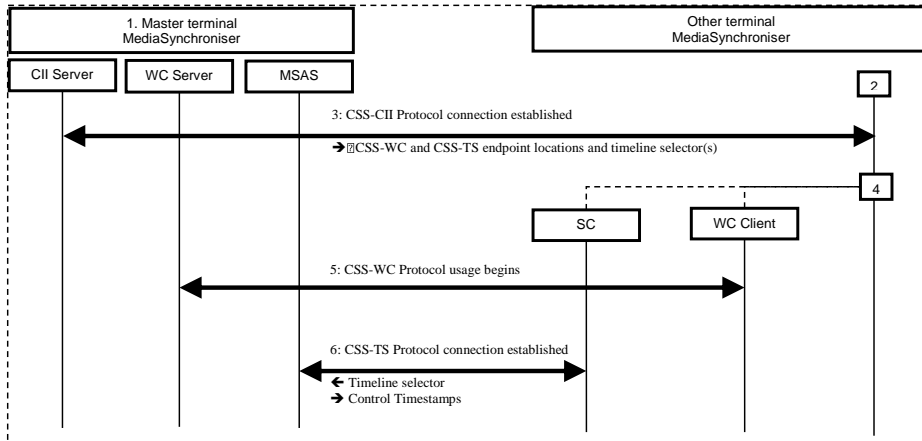 1. Master terminal
MediaSynchroniser
Other terminal
MediaSynchroniser
CII Server
WC Server
MSAS
2
3: CSS-CII Protocol connection established
➔ CSS-WC and CSS-TS endpoint locations and timeline selector(s)
4
SC
WC Client
5: CSS-WC Protocol usage begins
6: CSS-TS Protocol connection established
← Timeline selector
➔ Control Timestamps